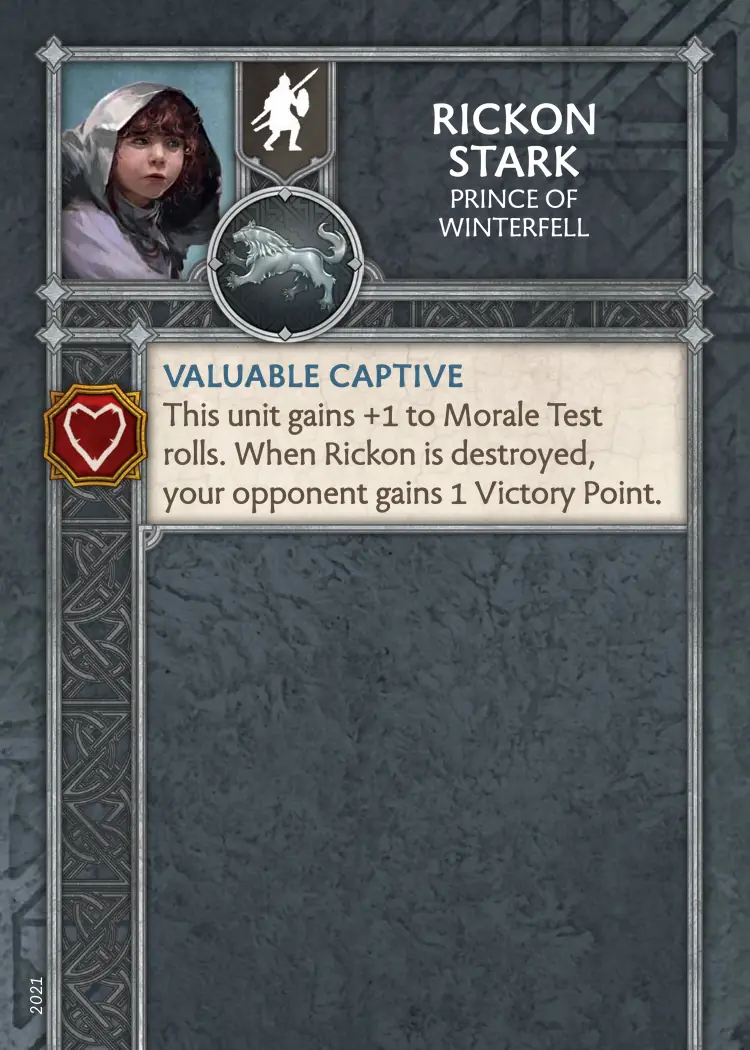 RICKON
STARK
PRINCE OF
WINTERFELL
VALUABLE CAPTIVE
This unit gains +1 to Morale Test
rolls. When Rickon is destroyed,
your opponent gains 1 Victory Point.
2021